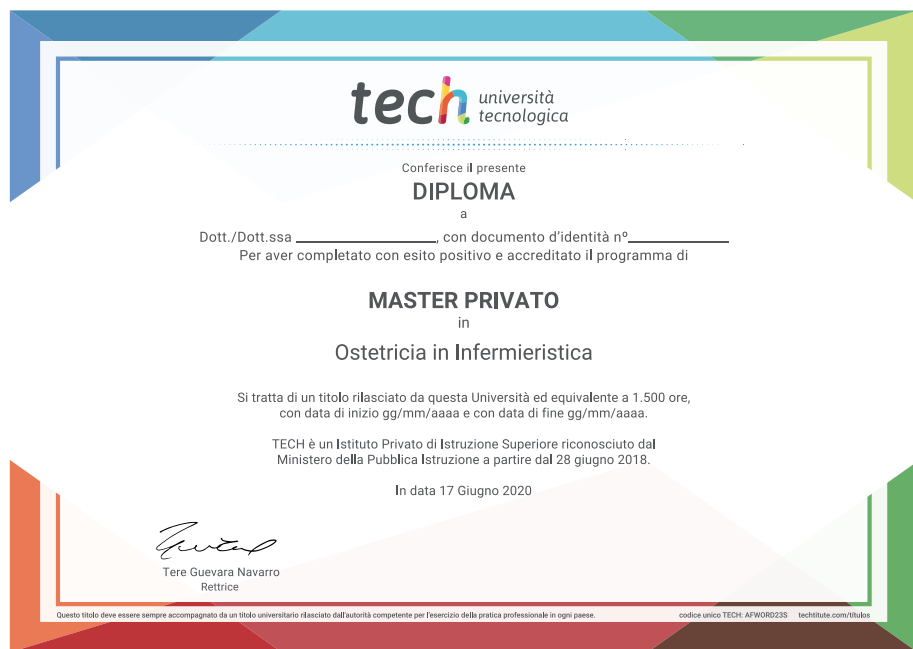 tech università
tecnologica
Conferisce il presente
DIPLOMA
a
Dott./Dott.ssa ________________, con documento d'identità nº____________
Per aver completato con esito positivo e accreditato il programma di
MASTER PRIVATO
in
Ostetricia in Infermieristica
Si tratta di un titolo rilasciato da questa Università ed equivalente a 1.500 ore,
con data di inizio gg/mm/aaaa e con data di fine gg/mm/aaaa.
TECH è un Istituto Privato di Istruzione Superiore riconosciuto dal
Ministero della Pubblica Istruzione a partire dal 28 giugno 2018.
In data 17 Giugno 2020
Tere Guevara Navarro
Rettrice
Questo titolo deve essere sempre accompagnato da un titolo universitario rilasciato dall'autorità competente per l'esercizio della pratica professionale in ogni paese. codice unico TECH: AFWORD23S techtitute.com/títulos